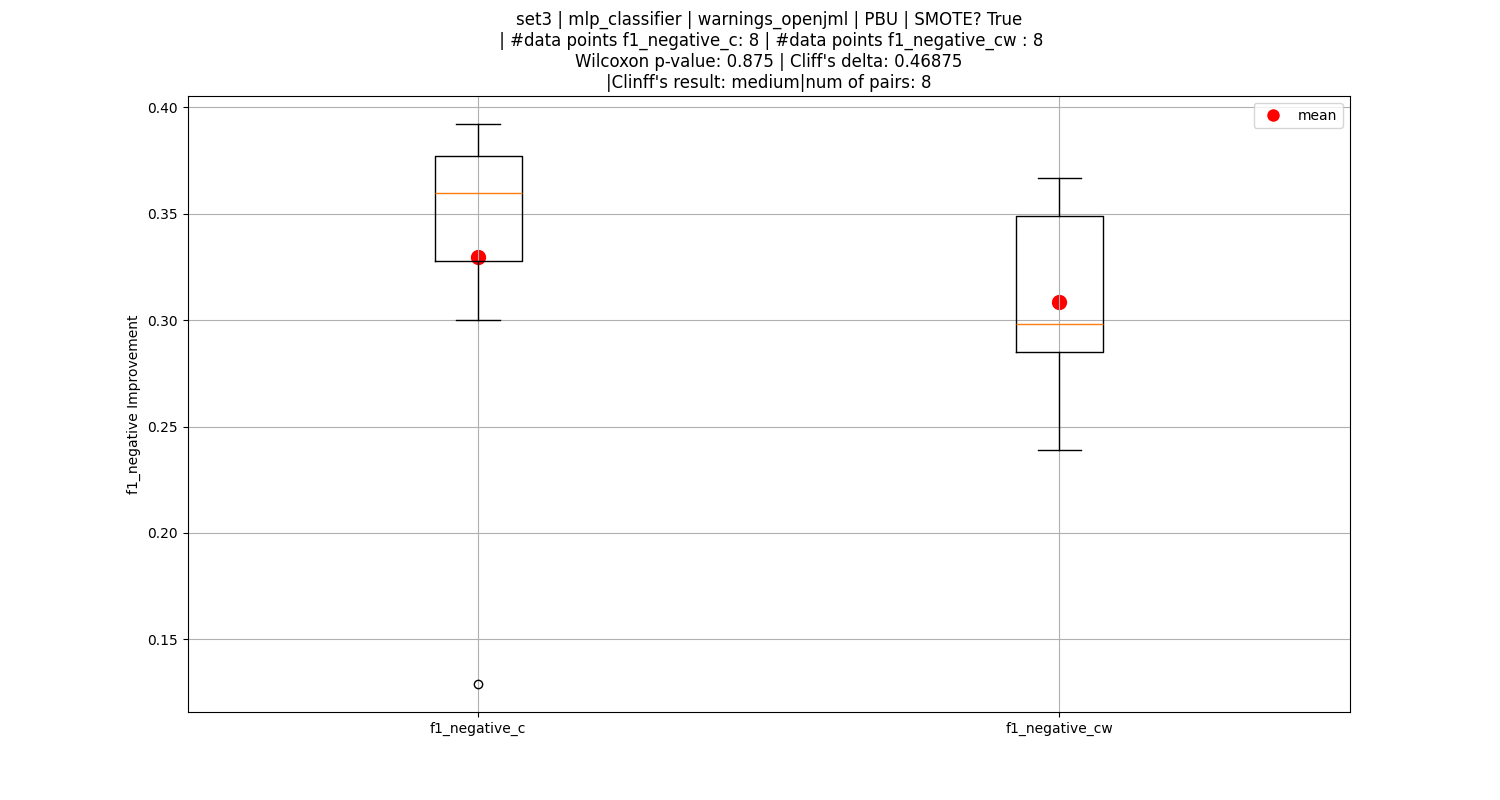 set3 | mlp_classifier | warnings_openjml | PBU | SMOTE? True
| #data points f1_negative_c: 8 | #data points f1_negative_cw : 8
Wilcoxon p-value: 0.875 | Cliff's delta: 0.46875
|Clinff's result: medium|num of pairs: 8
mean
0.40
0.35
0.30
0.25
0.20
0.15
f1_negative Improvement
f1_negative_c
f1_negative_cw